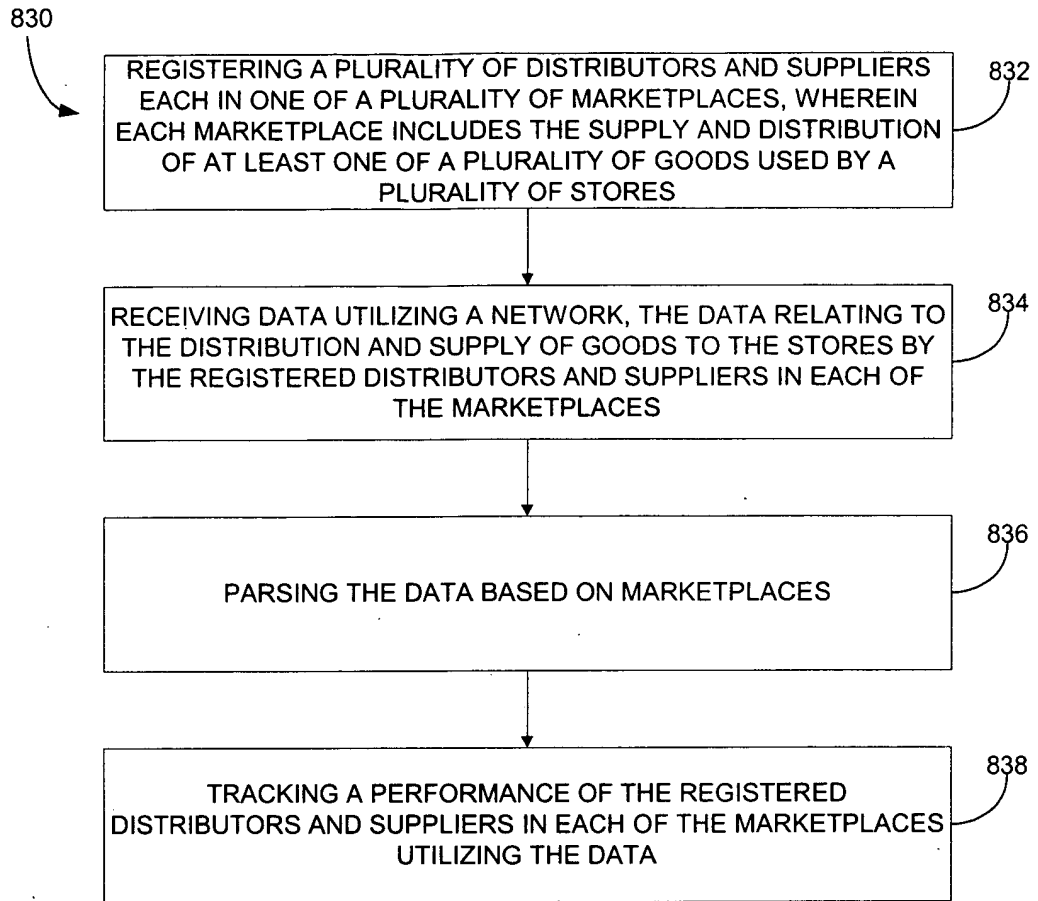 830
REGISTERING A PLURALITY OF DISTRIBUTORS AND SUPPLIERS
EACH IN ONE OF A PLURALITY OF MARKETPLACES, WHEREIN
EACH MARKETPLACE INCLUDES THE SUPPLY AND DISTRIBUTION
OF AT LEAST ONE OF A PLURALITY OF GOODS USED BY A
PLURALITY OF STORES
832
RECEIVING DATA UTILIZING A NETWORK, THE DATA RELATING TO
THE DISTRIBUTION AND SUPPLY OF GOODS TO THE STORES BY
THE REGISTERED DISTRIBUTORS AND SUPPLIERS IN EACH OF
THE MARKETPLACES
834
PARSING THE DATA BASED ON MARKETPLACES
836
TRACKING A PERFORMANCE OF THE REGISTERED
DISTRIBUTORS AND SUPPLIERS IN EACH OF THE MARKETPLACES
UTILIZING THE DATA
838